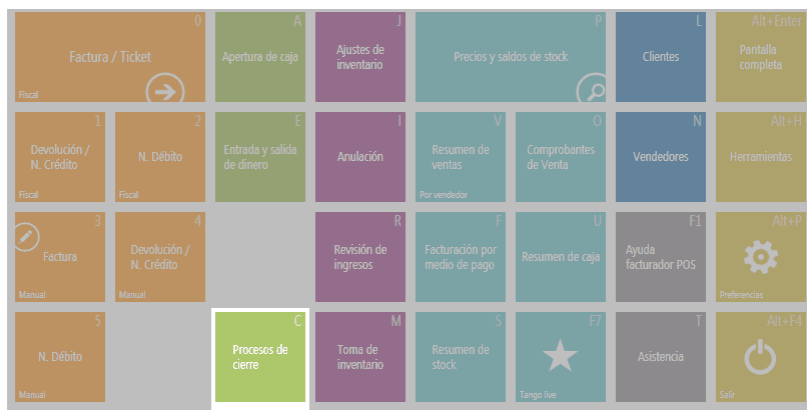 0
Factura / Ticket
Fiscal
A
Apertura de caja
J
Ajustes de
inventario
P
Precios y saldos de stock
L
Clientes
Alt+Enter
Pantalla
completa
1
Devolución /
N. Crédito
Fiscal
2
N. Débito
Fiscal
E
Entrada y salida
de dinero
I
Anulación
V
Resumen de
ventas
Por vendedor
O
Comprobantes
de Venta
N
Vendedores
Alt+H
Herramientas
3
Factura
Manual
4
Devolución /
N. Crédito
Manual
R
Revisión de
ingresos
F
Facturación por
medio de pago
U
Resumen de caja
F1
Ayuda
facturador POS
Alt+P
Preferencias
5
N. Débito
Manual
C
Procesos de
cierre
M
Toma de
inventario
S
Resumen de
stock
F7
Tango live
T
Asistencia
Alt+F4
Salir